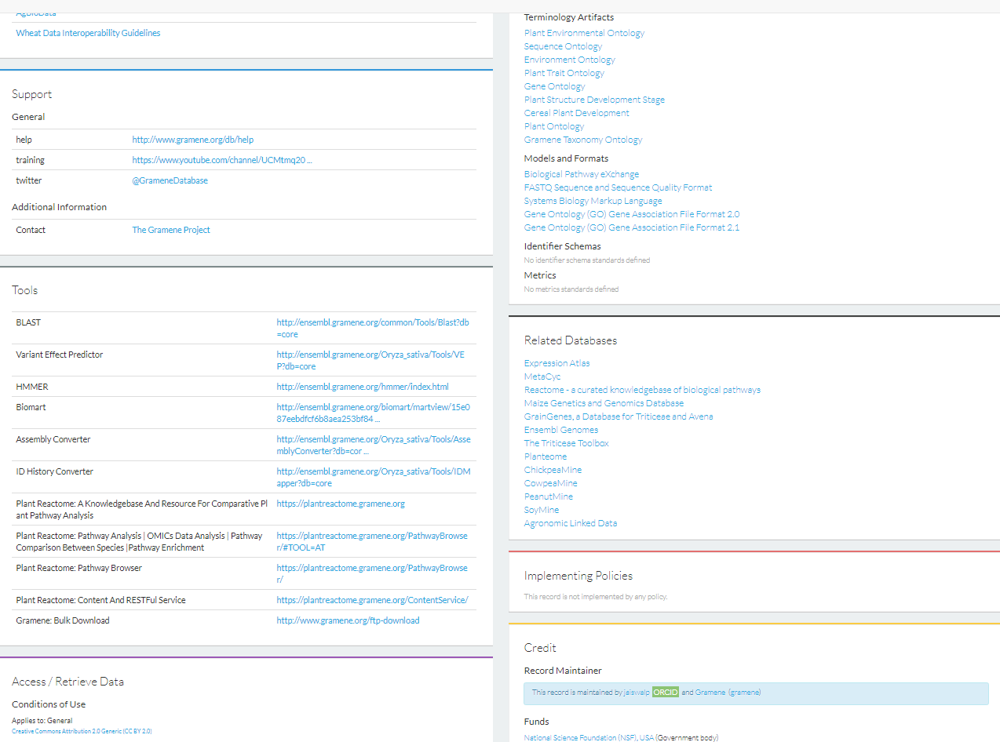 AgBioData
Wheat Data Interoperability Guidelines
Support
General
help http://www.gramene.org/db/help
training https://www.youtube.com/channel/UCMtmq20 ...
twitter @GrameneDatabase
Additional Information
Contact The Gramene Project
Tools
BLAST http://ensembl.gramene.org/common/Tools/Blast?db
=core
Variant Effect Predictor http://ensembl.gramene.org/Oryza_sativa/Tools/VE
P?db=core
HMMER http://ensembl.gramene.org/hmmer/index.html
Biomart http://ensembl.gramene.org/biomart/martview/15e0
87eebdfcf6b8aea253bf84 ...
Assembly Converter http://ensembl.gramene.org/Oryza_sativa/Tools/Asse
mblyConverter?db=cor ...
ID History Converter http://ensembl.gramene.org/Oryza_sativa/Tools/IDM
apper?db=core
Plant Reactome: A Knowledgebase And Resource For Comparative Pl https://plantreactome.gramene.org
ant Pathway Analysis
Plant Reactome: Pathway Analysis | OMICs Data Analysis | Pathway https://plantreactome.gramene.org/PathwayBrowse
Comparison Between Species |Pathway Enrichment r/#TOOL=AT
Plant Reactome: Pathway Browser https://plantreactome.gramene.org/PathwayBrowse
r/
Plant Reactome: Content And RESTFul Service https://plantreactome.gramene.org/ContentService/
Gramene: Bulk Download http://www.gramene.org/ftp-download
Access / Retrieve Data
Conditions of Use
Applies to: General
Creative Commons Attribution 2.0 Generic (CC BY 2.0)
Terminology Artifacts
Plant Environmental Ontology
Sequence Ontology
Environment Ontology
Plant Trait Ontology
Gene Ontology
Plant Structure Development Stage
Cereal Plant Development
Plant Ontology
Gramene Taxonomy Ontology
Models and Formats
Biological Pathway eXchange
FASTQ Sequence and Sequence Quality Format
Systems Biology Markup Language
Gene Ontology (GO) Gene Association File Format 2.0
Gene Ontology (GO) Gene Association File Format 2.1
Identifier Schemas
No identifier schema standards defined
Metrics
No metrics standards defined
Related Databases
Expression Atlas
MetaCyc
Reactome - a curated knowledgebase of biological pathways
Maize Genetics and Genomics Database
GrainGenes, a Database for Triticeae and Avena
Ensembl Genomes
The Triticeae Toolbox
Planteome
ChickpeaMine
CowpeaMine
PeanutMine
SoyMine
Agronomic Linked Data
Implementing Policies
This record is not implemented by any policy.
Credit
Record Maintainer
This record is maintained by jaiswalp ORCID and Gramene (gramene)
Funds
National Science Foundation (NSF), USA (Government body)